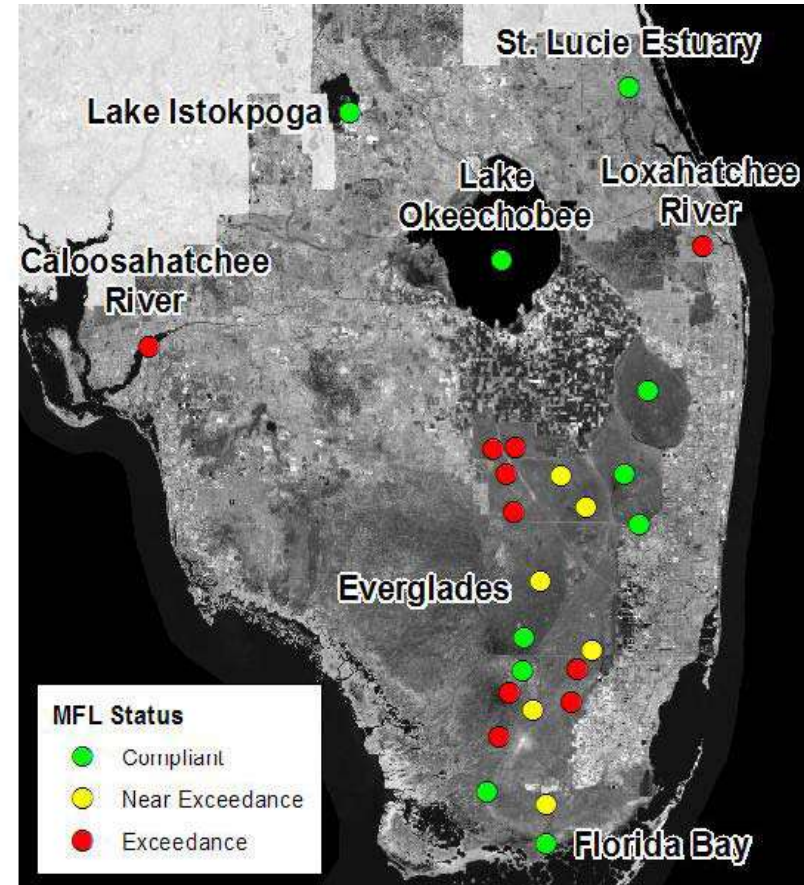 St. Lucie Estuary
Lake Istokpoga
Lake
Okeechobee
Loxahatchee
River
Caloosahatchee
River
Everglades
MFL Status
Compliant
Near Exceedance
Exceedance
Florida Bay